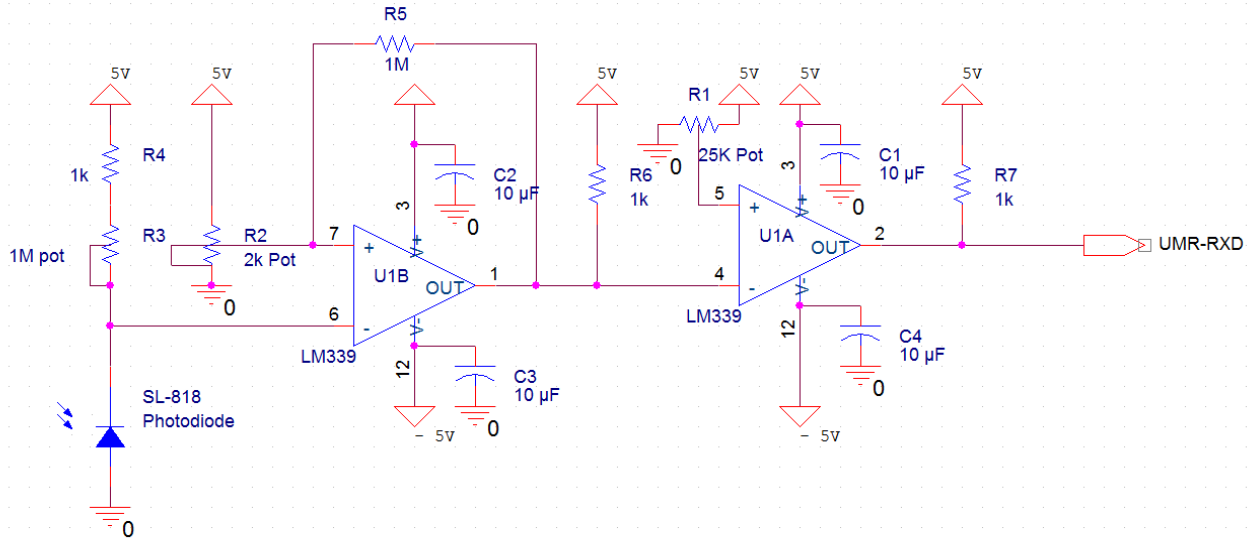 R5
1M
5V
5V
5V
5V
5V
5V
5V
R4
1k
R3
1M pot
R2
2k Pot
0
7
+
6
-
U1B
OUT
V+
V-
3
12
1
LM339
C2
10 µF
0
C3
10 µF
0
- 5V
SL-818
Photodiode
0
R6
1k
R1
25K Pot
0
5
+
4
-
U1A
OUT
V+
V-
3
12
2
LM339
C1
10 µF
0
C4
10 µF
0
- 5V
R7
1k
UMR-RXD